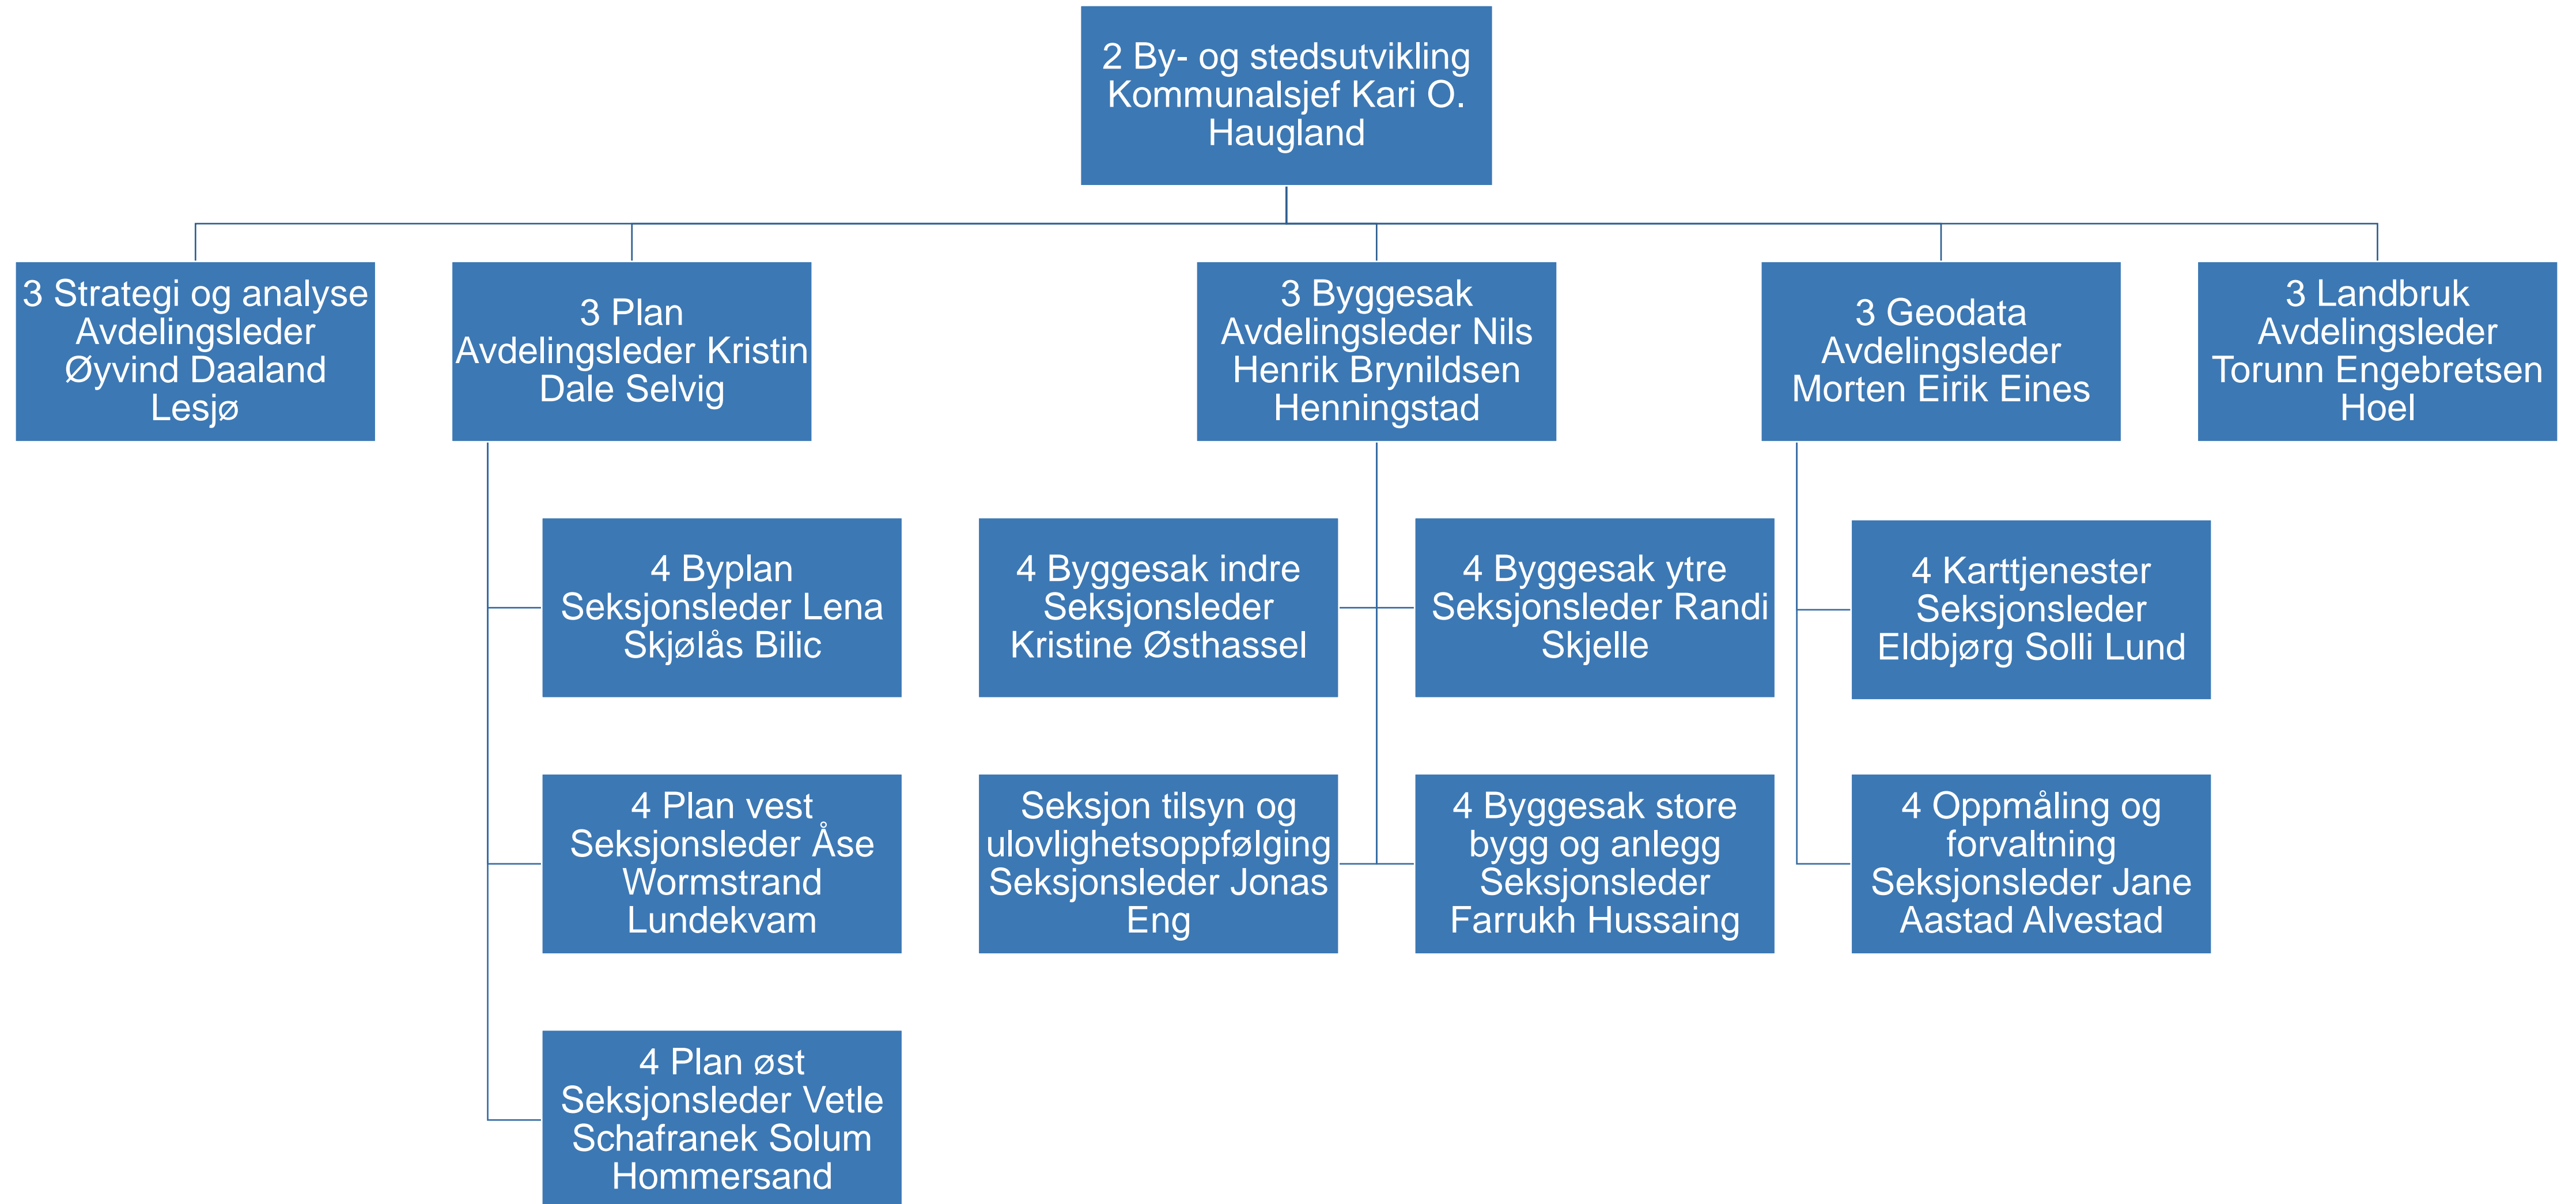 2 By- og stedsutvikling
Kommunalsjef Kari O.
Haugland
3 Strategi og analyse
Avdelingsleder
Øyvind Daaland
Lesjø
3 Plan
Avdelingsleder Kristin
Dale Selvig
3 Byggesak
Avdelingsleder Nils
Henrik Brynildsen
Henningstad
3 Geodata
Avdelingsleder
Morten Eirik Eines
3 Landbruk
Avdelingsleder
Torunn Engebretsen
Hoel
4 Byplan
Seksjonsleder Lena
Skjølås Bilic
4 Byggesak indre
Seksjonsleder
Kristine Østhassel
4 Byggesak ytre
Seksjonsleder Randi
Skjelle
4 Karttjenester
Seksjonsleder
Eldbjørg Solli Lund
4 Plan vest
Seksjonsleder Åse
Wormstrand
Lundekvam
Seksjon tilsyn og
ulovlighetsoppfølging
Seksjonsleder Jonas
Eng
4 Byggesak store
bygg og anlegg
Seksjonsleder
Farrukh Hussaing
4 Oppmåling og
forvaltning
Seksjonsleder Jane
Aastad Alvestad
4 Plan øst
Seksjonsleder Vetle
Schafranek Solum
Hommersand